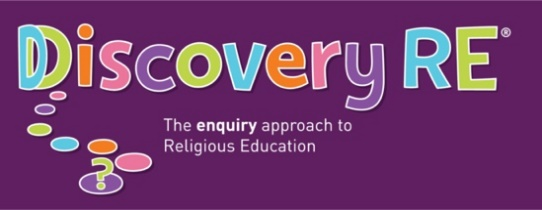 Discovery RE®
The enquiry approach to
Religious Education
?